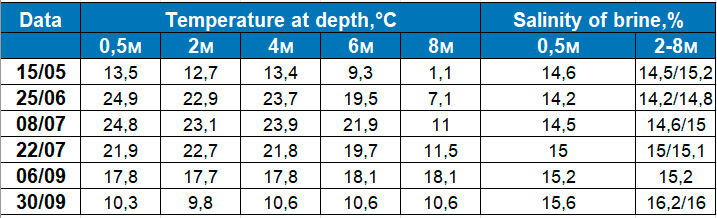 Data Temperature at depth,°C Salinity of brine,%
0,5м 2м 4м 6м 8м 0,5м 2-8м
15/05 13,5 12,7 13,4 9,3 1,1 14,6 14,5/15,2
25/06 24,9 22,9 23,7 19,5 7,1 14,2 14,2/14,8
08/07 24,8 23,1 23,9 21,9 11 14,5 14,6/15
22/07 21,9 22,7 21,8 19,7 11,5 15 15/15,1
06/09 17,8 17,7 17,8 18,1 18,1 15,2 15,2
30/09 10,3 9,8 10,6 10,6 10,6 15,6 16,2/16